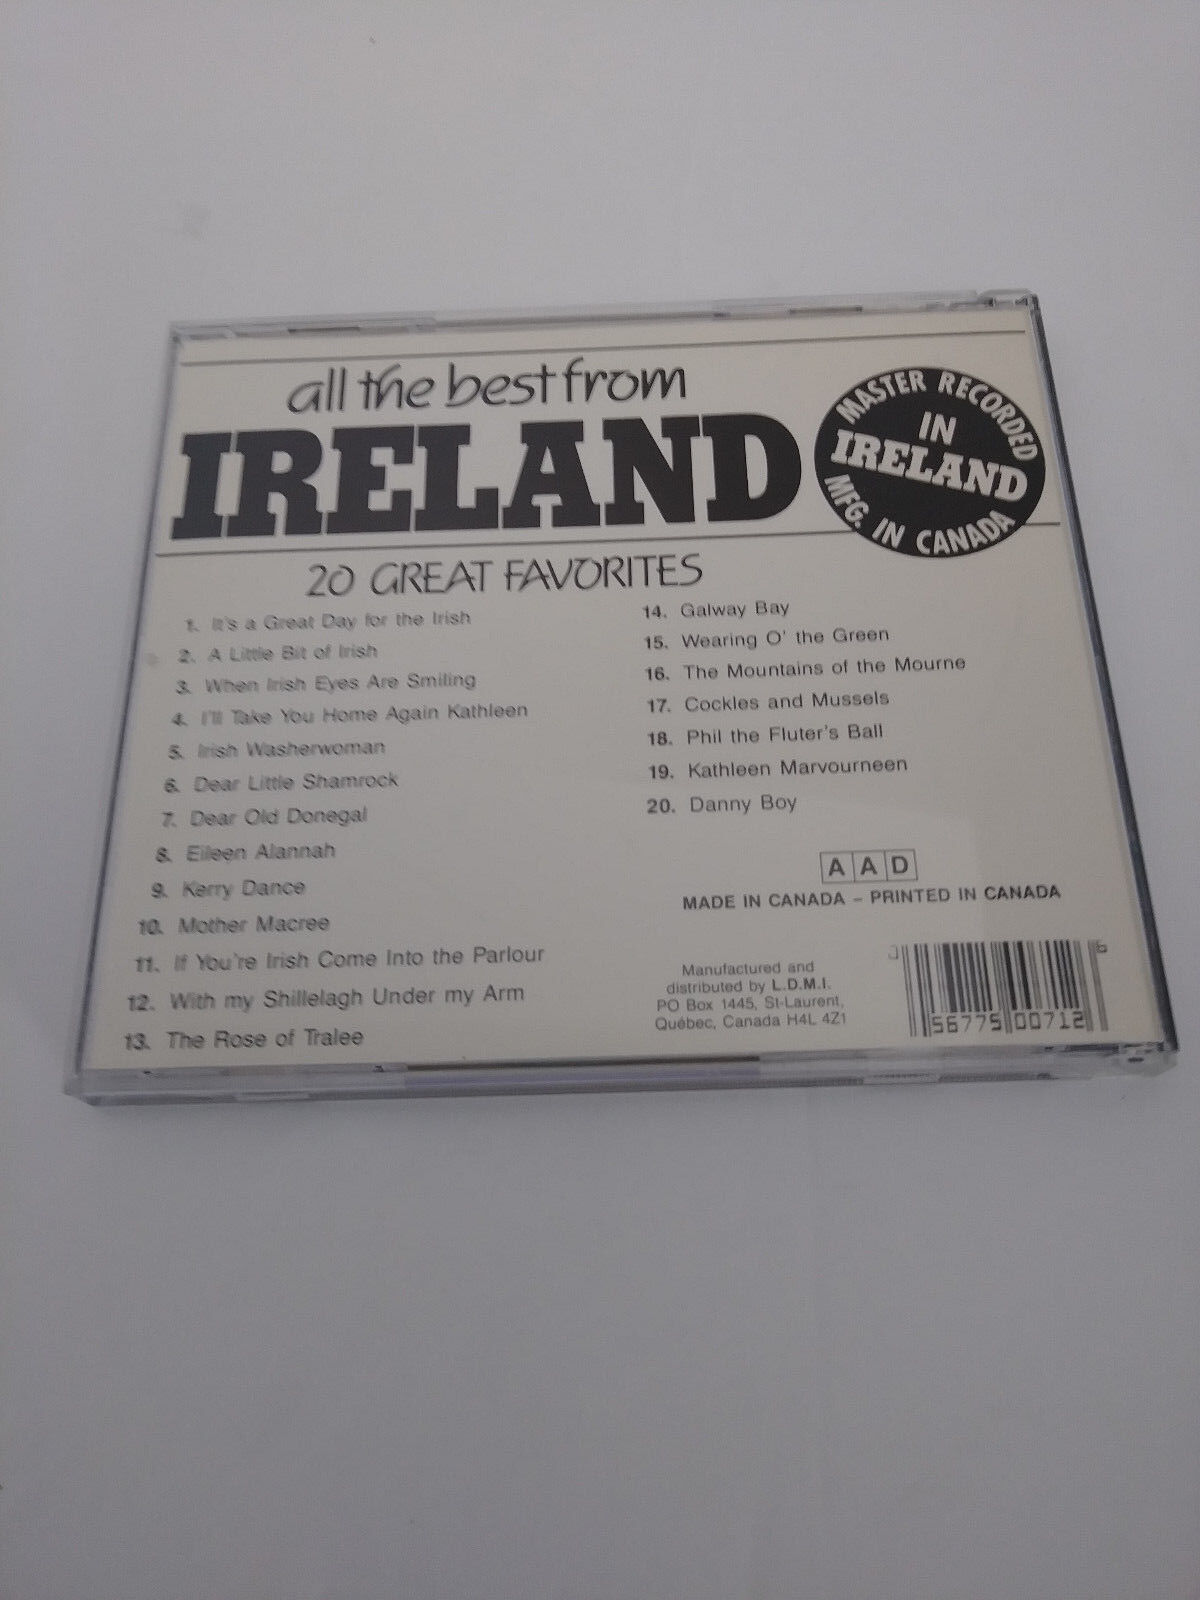 all the best from
IRELAND
MASTER RECORDED
IN
IRELAND
MFG. IN CANADA
20 GREAT FAVORITES
1. It's a Great Day for the Irish
2. A Little Bit of Irish
3. When Irish Eyes Are Smiling
4. I'll Take You Home Again Kathleen
5. Irish Washerwoman
6. Dear Little Shamrock
7. Dear Old Donegal
8. Eileen Alannah
9. Kerry Dance
10. Mother Macree
11. If You're Irish Come Into the Parlour
12. With my Shillelagh Under my Arm
13. The Rose of Tralee
14. Galway Bay
15. Wearing O' the Green
16. The Mountains of the Mourne
17. Cockles and Mussels
18. Phil the Fluter's Ball
19. Kathleen Marvourneen
20. Danny Boy
A A D
MADE IN CANADA – PRINTED IN CANADA
Manufactured and
distributed by L.D.M.I.
PO Box 1445, St-Laurent,
Québec, Canada H4L 4Z1
56775 00712 6